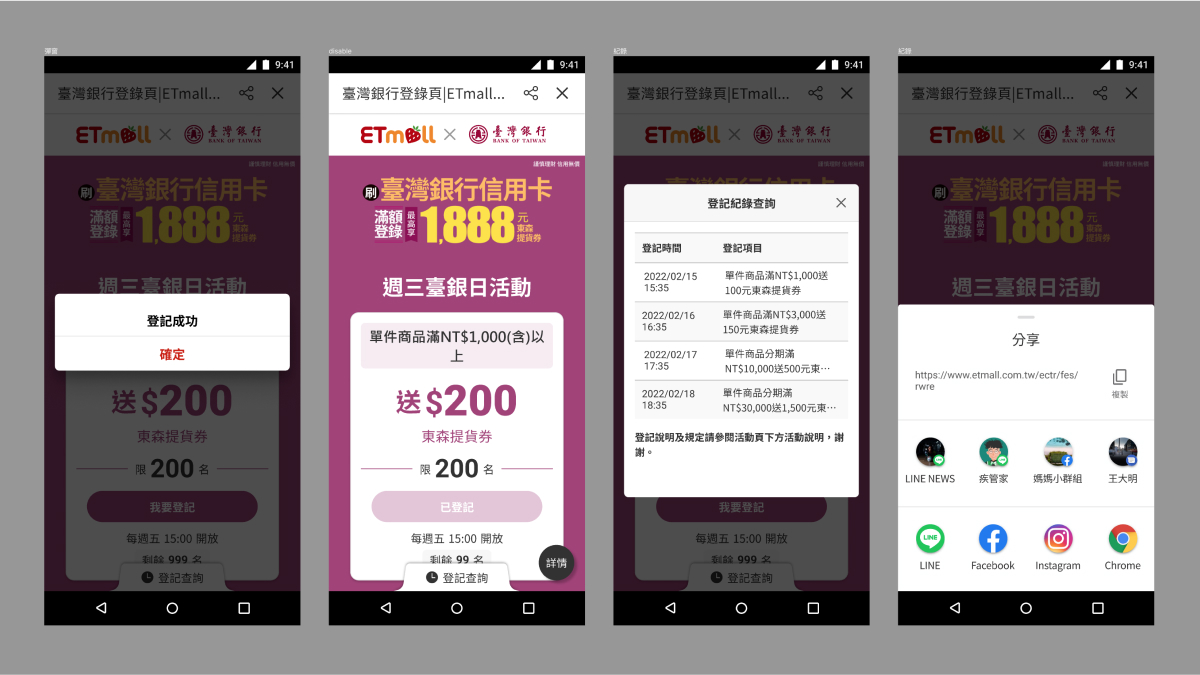 彈窗
9:41
臺灣銀行登錄頁|ETmall...
ETmall × 臺灣銀行
BANK OF TAIWAN
謹慎理財 信用無價
刷 臺灣銀行信用卡
滿額登錄 最高享 1,888 元東森提貨券
週三臺銀日活動
登記成功
確定
送 $200
東森提貨券
限 200 名
我要登記
每週五 15:00 開放
剩餘 999 名
登記查詢
disable
9:41
臺灣銀行登錄頁|ETmall...
ETmall × 臺灣銀行
BANK OF TAIWAN
謹慎理財 信用無價
刷 臺灣銀行信用卡
滿額登錄 最高享 1,888 元東森提貨券
週三臺銀日活動
單件商品滿NT$1,000(含)以
上
送 $200
東森提貨券
限 200 名
已登記
每週五 15:00 開放
剩餘 99 名
詳情
登記查詢
紀錄
9:41
臺灣銀行登錄頁|ETmall...
ETmall × 臺灣銀行
BANK OF TAIWAN
謹慎理財 信用無價
登記紀錄查詢
登記時間 登記項目
2022/02/15 單件商品滿NT$1,000送
15:35 100元東森提貨券
2022/02/16 單件商品滿NT$3,000送
16:35 150元東森提貨券
2022/02/17 單件商品分期滿
17:35 NT$10,000送500元東…
2022/02/18 單件商品分期滿
18:35 NT$30,000送1,500元東…
登記說明及規定請參閱活動頁下方活動說明，謝
謝。
我要登記
每週五 15:00 開放
剩餘 999 名
登記查詢
紀錄
9:41
臺灣銀行登錄頁|ETmall...
ETmall × 臺灣銀行
BANK OF TAIWAN
謹慎理財 信用無價
刷 臺灣銀行信用卡
滿額登錄 最高享 1,888 元東森提貨券
週三臺銀日活動
分享
https://www.etmall.com.tw/ectr/fes/
rwre
複製
LINE NEWS 疾管家 媽媽小群組 王大明
LINE Facebook Instagram Chrome